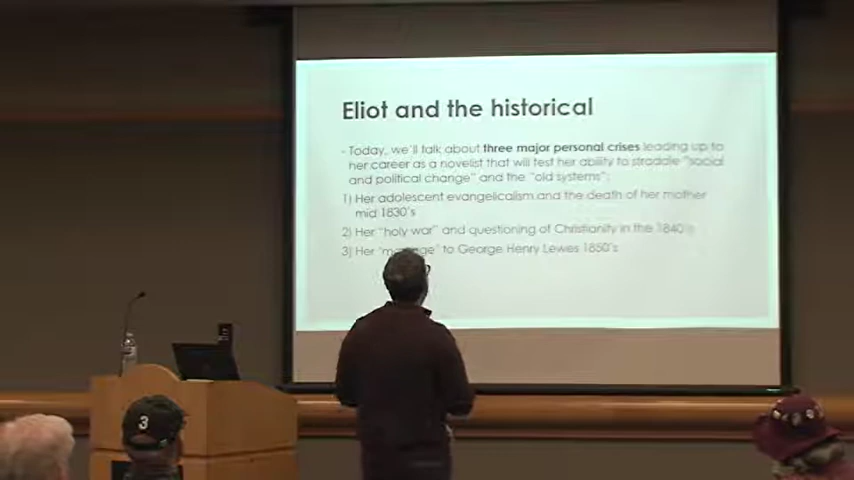 Eliot and the historical
- Today, we'll talk about three major personal crises leading up to
her career as a novelist that will test her ability to straddle "social
and political change" and the "old systems":
1) Her adolescent evangelicalism and the death of her mother
mid 1830's
2) Her "holy war" and questioning of Christianity in the 1840
3) Her to George Henry Lewes 1850's
3